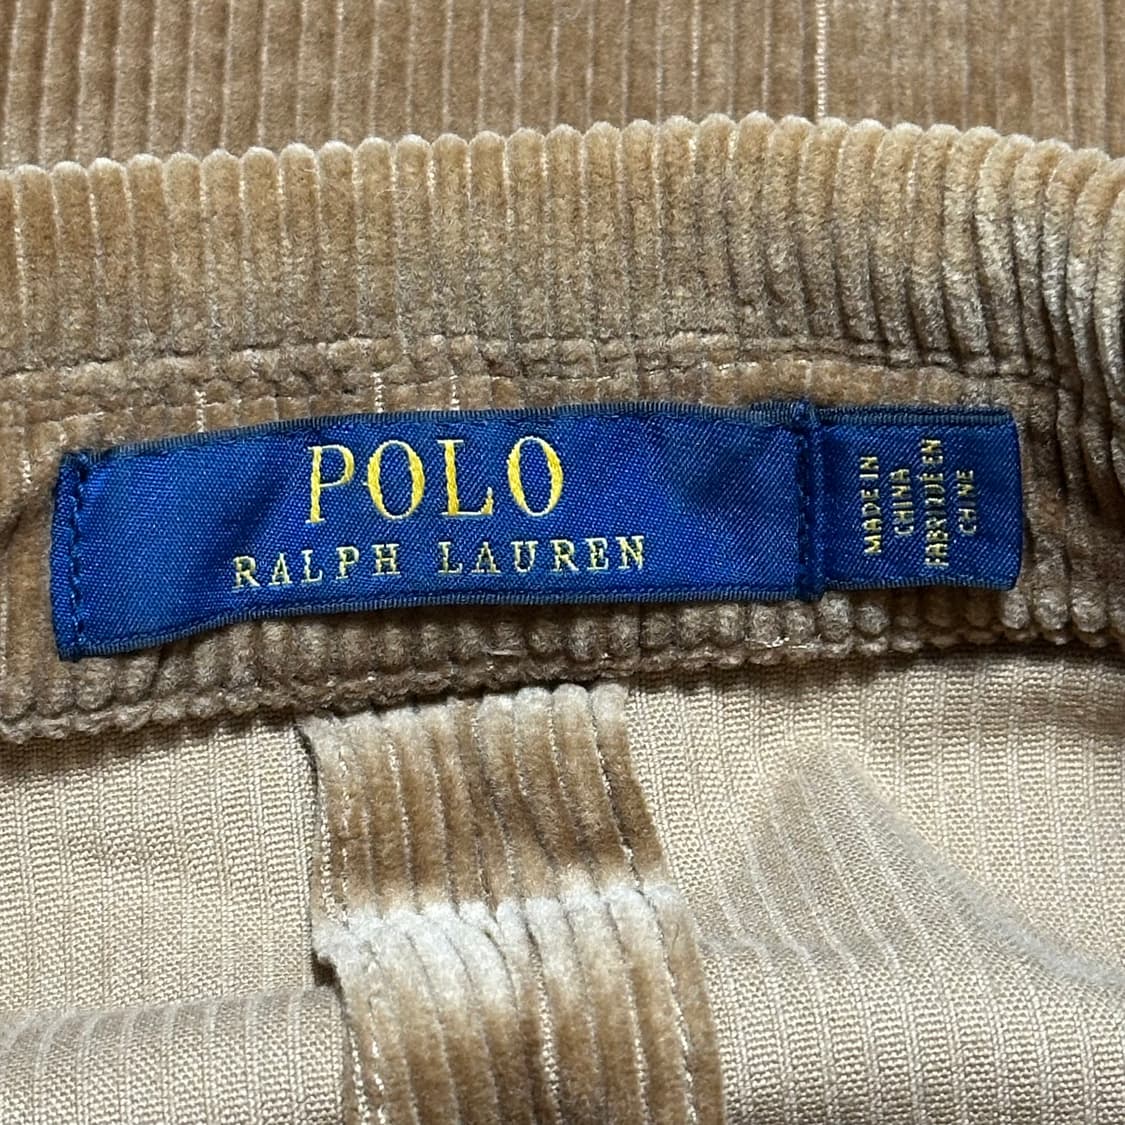 POLO
RALPH LAUREN
MADE IN
CHINA
FABRIQUÉ EN
CHINE